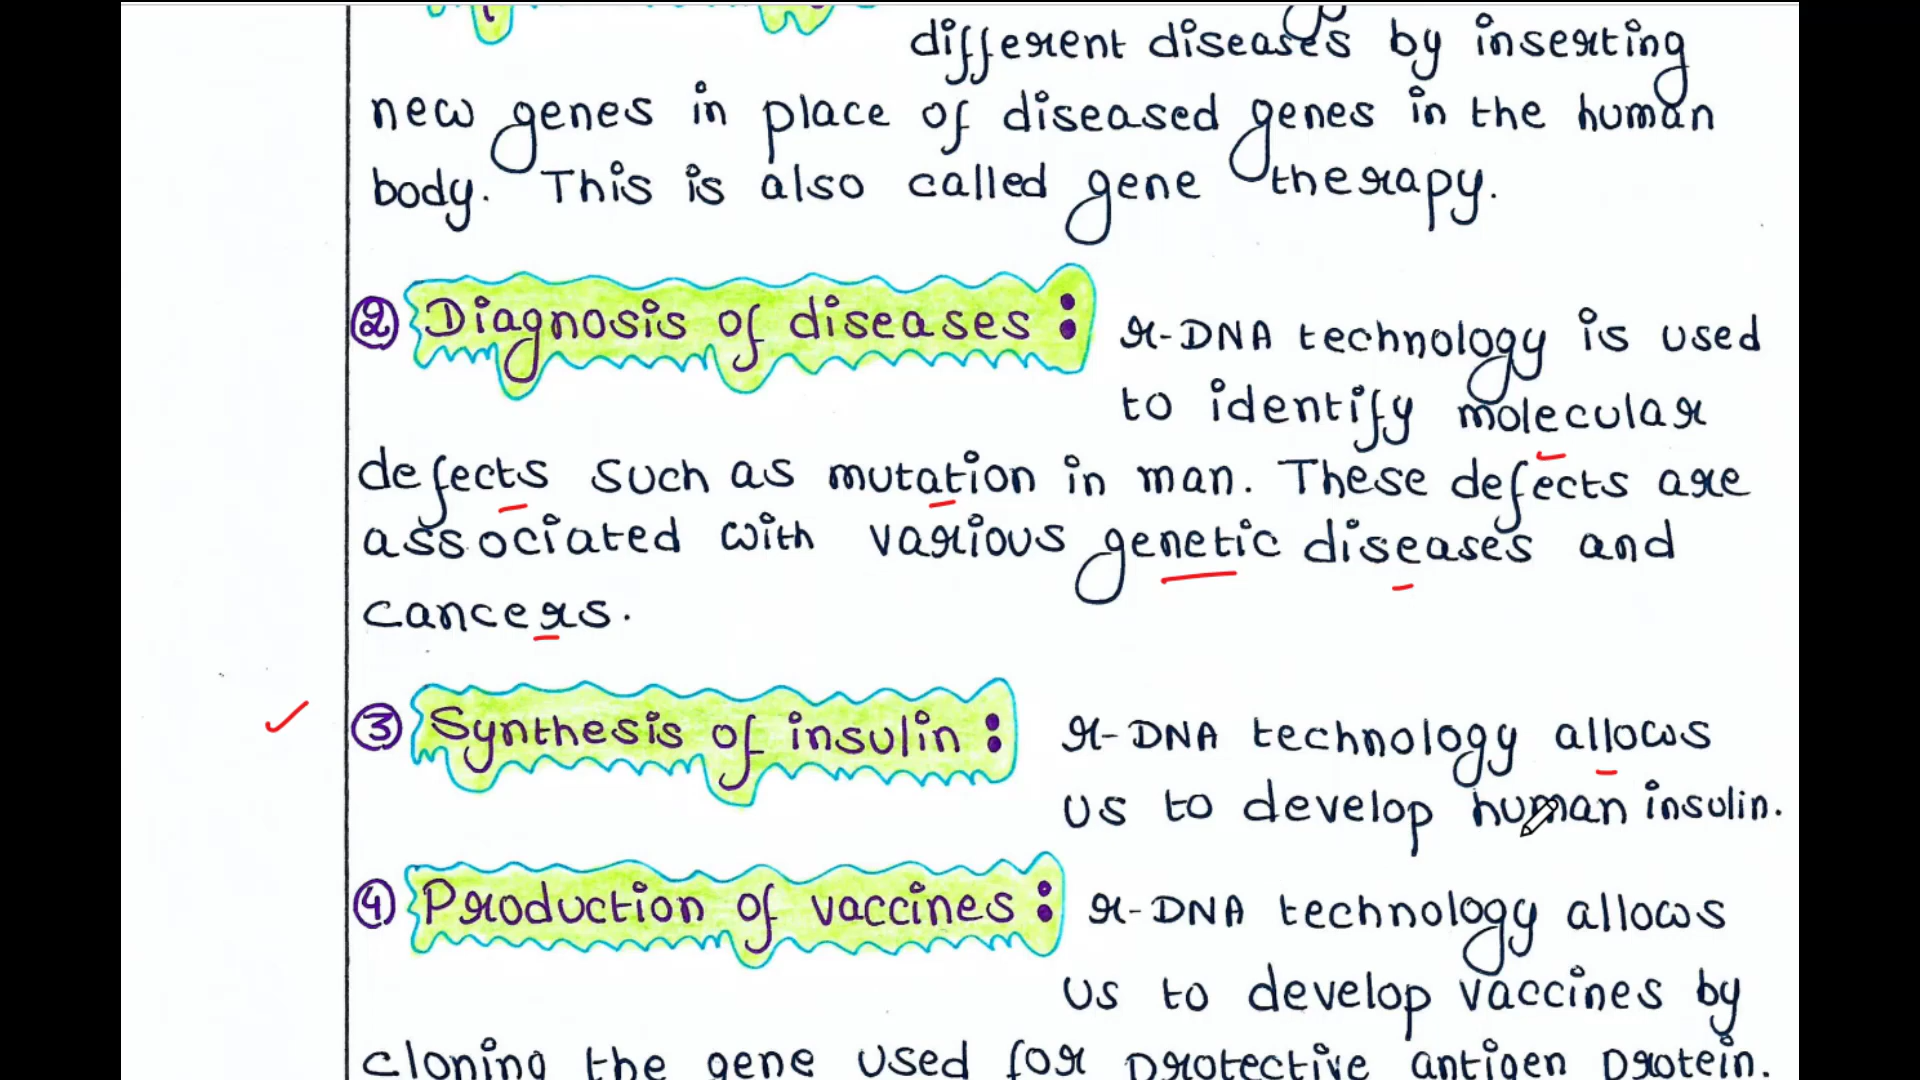 different diseases by inserting
new genes in place of diseased genes in the human
body. This is also called gene therapy.
② Diagnosis of diseases : r-DNA technology is used
to identify molecular
defects such as mutation in man. These defects are
associated with various genetic diseases and
cancers.
③ Synthesis of insulin : r-DNA technology allows
us to develop human insulin.
④ Production of vaccines : r-DNA technology allows
us to develop vaccines by
cloning the gene used for protective antigen protein.